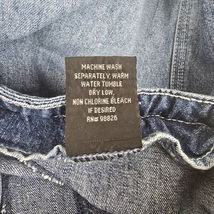 MACHINE WASH
SEPARATELY, WARM
WATER TUMBLE
DRY LOW,
NON CHLORINE BLEACH
IF DESIRED
RN# 98826